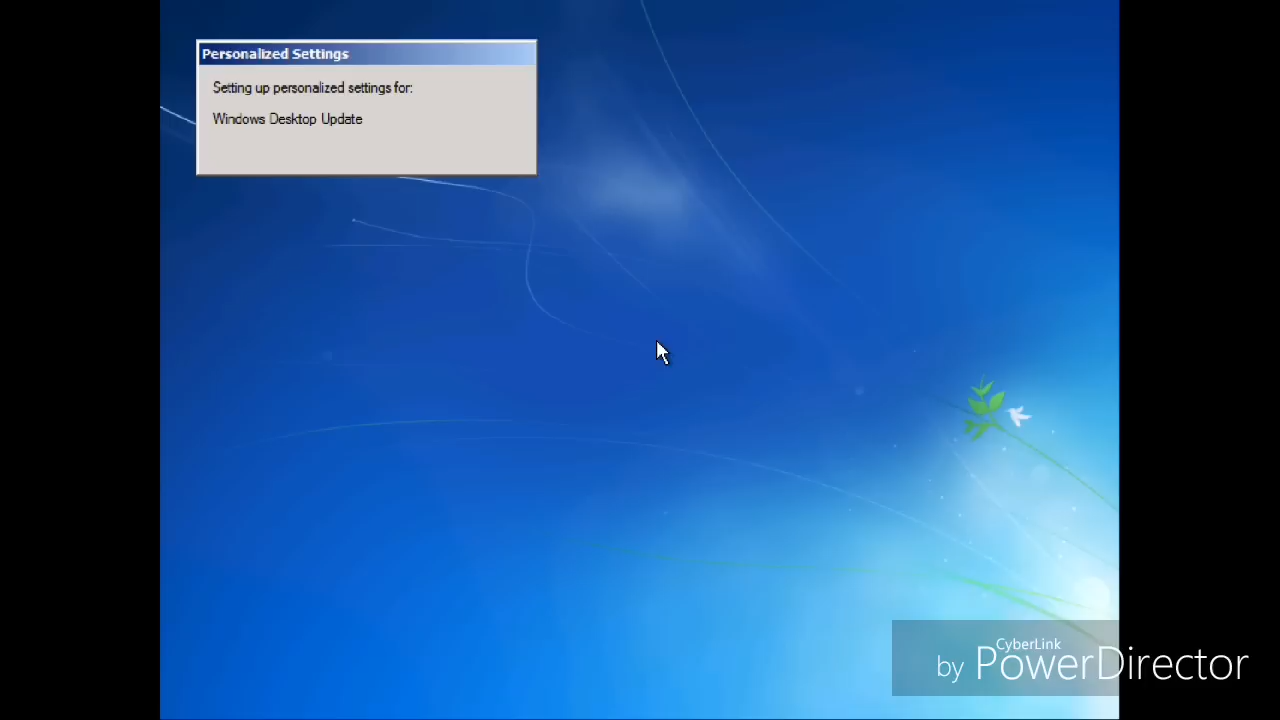 Personalized Settings
Setting up personalized settings for:
Windows Desktop Update
CyberLink
by PowerDirector